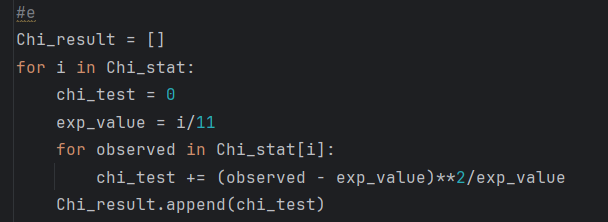 #e
Chi_result = []
for i in Chi_stat:
    chi_test = 0
    exp_value = i/11
    for observed in Chi_stat[i]:
        chi_test += (observed - exp_value)**2/exp_value
    Chi_result.append(chi_test)